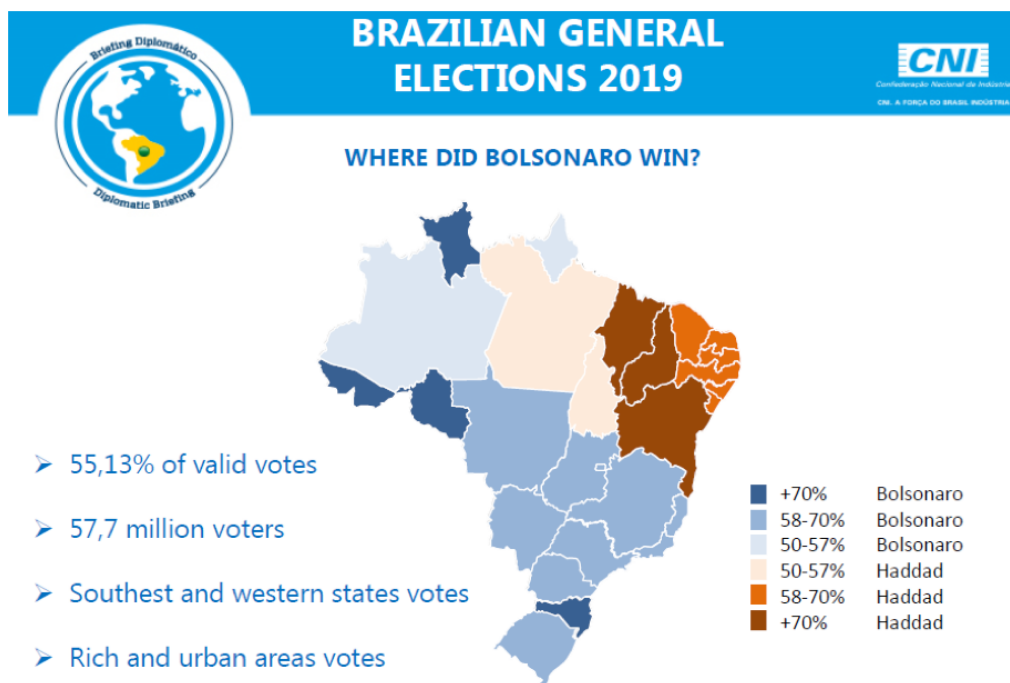 Briefing Diplomático
Diplomatic Briefing
BRAZILIAN GENERAL
ELECTIONS 2019
CNI
Confederação Nacional da Indústria
CNI. A FORÇA DO BRASIL INDÚSTRIA
WHERE DID BOLSONARO WIN?
➢ 55,13% of valid votes
➢ 57,7 million voters
➢ Southest and western states votes
➢ Rich and urban areas votes
+70% Bolsonaro
58-70% Bolsonaro
50-57% Bolsonaro
50-57% Haddad
58-70% Haddad
+70% Haddad